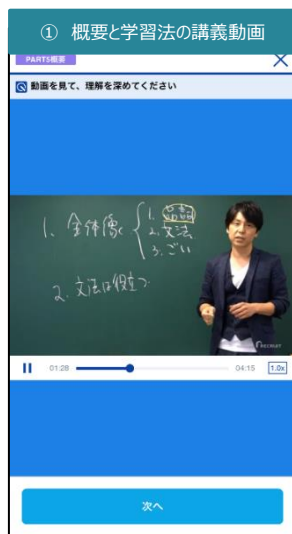 ① 概要と学習法の講義動画
PART5概要
動画を見て、理解を深めてください
1、全体像
1. 品詞
2. 文法
3. ごい
2. 文法は役立つ
RECRUIT
01:28
04:15
1.0x
次へ